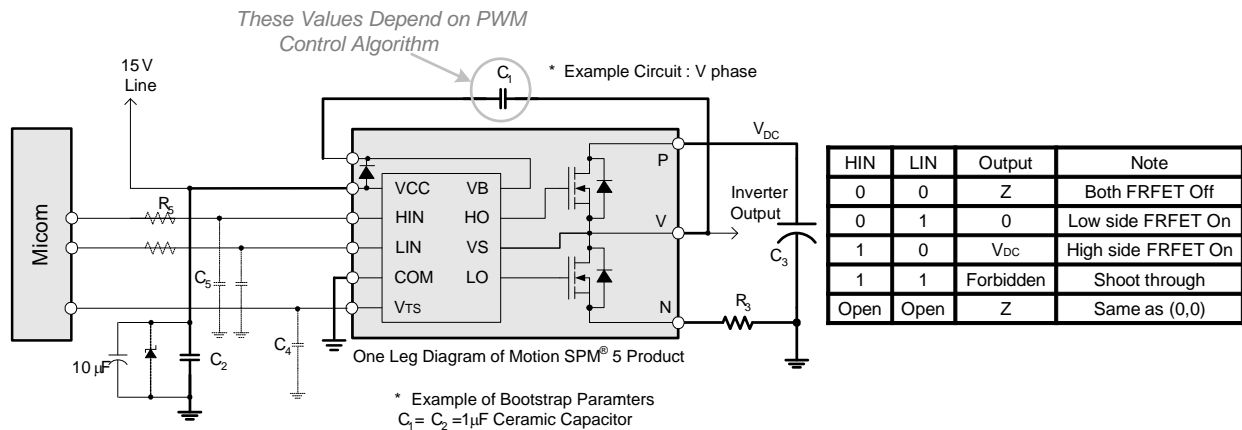 These Values Depend on PWM
Control Algorithm
15 V
Line
C1
* Example Circuit : V phase
VDC
P
Micom
R5
VCC
VB
HIN
HO
LIN
VS
COM
LO
VTS
V
N
Inverter
Output
C3
R3
C5
C4
C2
10 µF
One Leg Diagram of Motion SPM® 5 Product
* Example of Bootstrap Paramters
C1= C2 =1µF Ceramic Capacitor
HIN LIN Output Note
0 0 Z Both FRFET Off
0 1 0 Low side FRFET On
1 0 VDC High side FRFET On
1 1 Forbidden Shoot through
Open Open Z Same as (0,0)